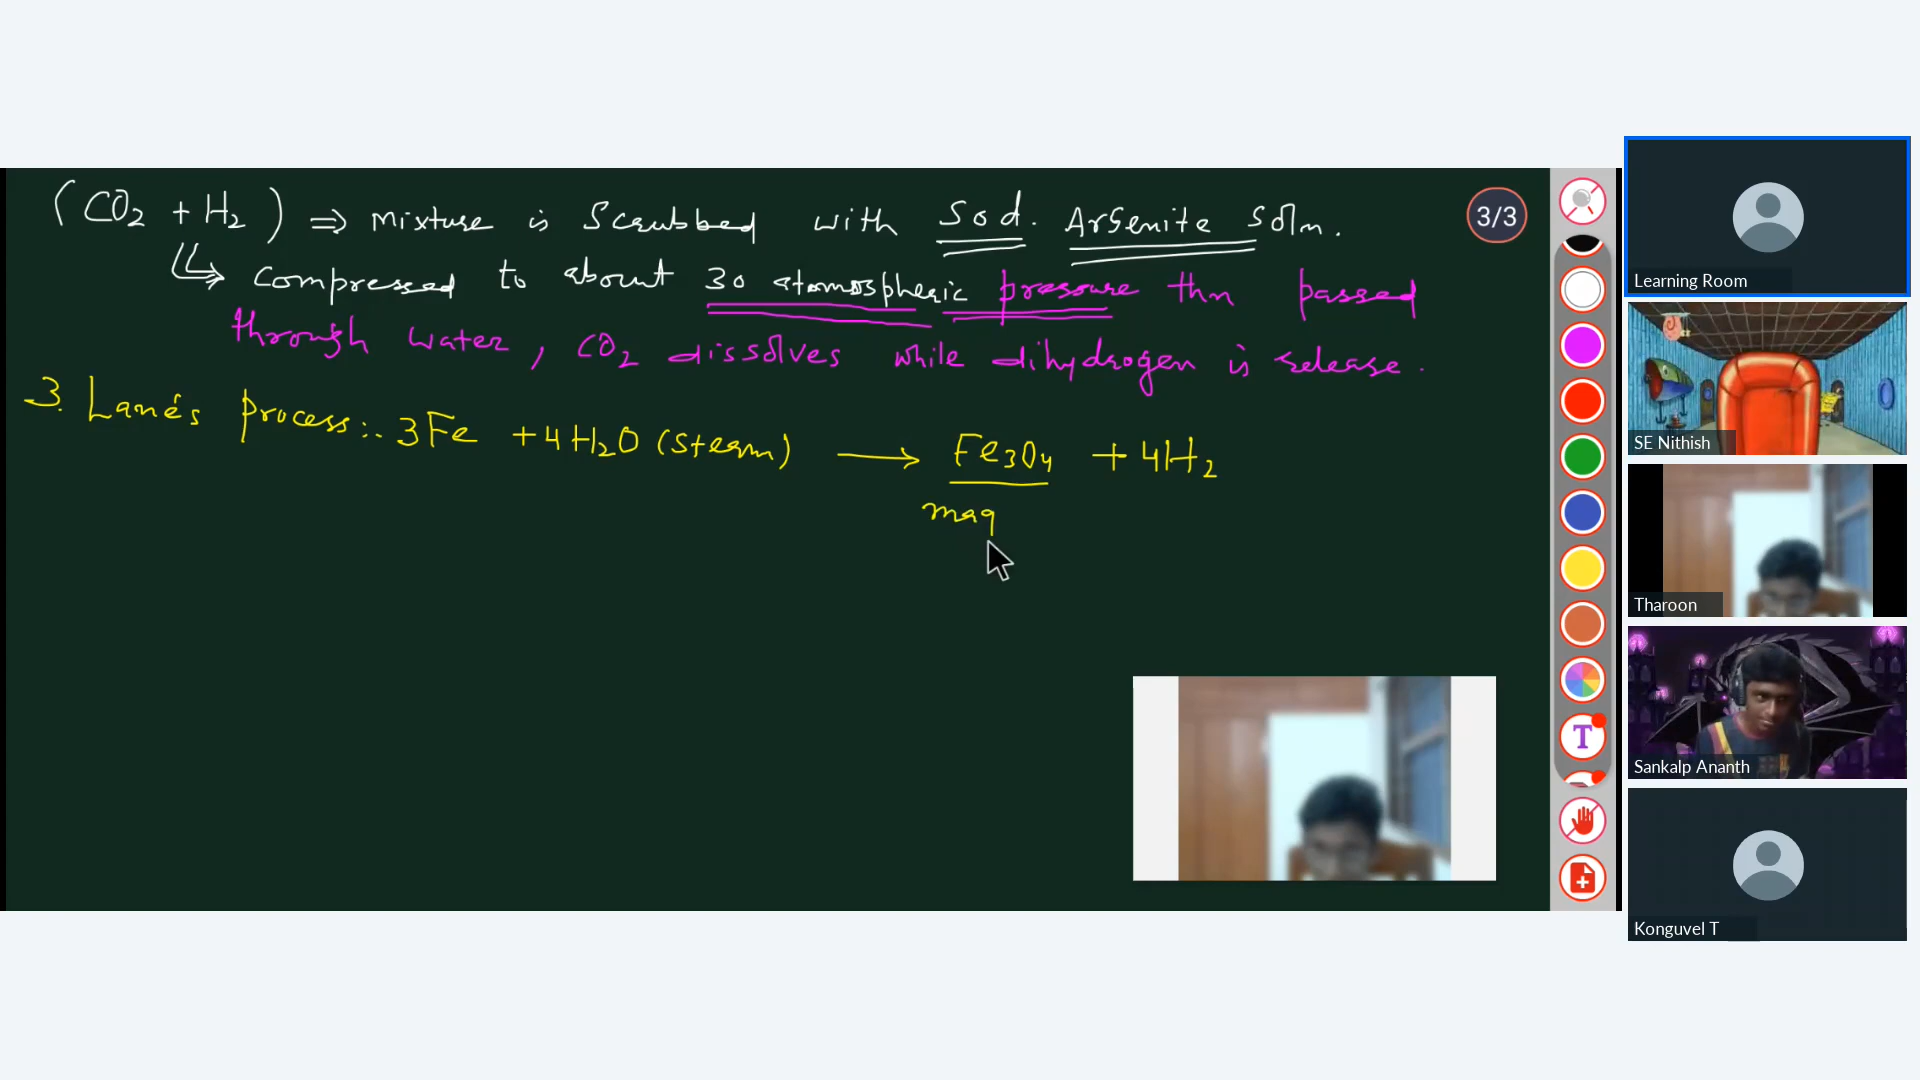 (CO₂ + H₂) ⇒ mixture is Scrubbed with Sod. Arsenite Soln.
3/3
compressed to about 30 atomospheric pressure thn passed
through water, CO₂ dissolves while dihydrogen is release.
3. Lane's process:- 3Fe + 4H₂O (steam) → Fe₃O₄ + 4H₂
mag
T
Learning Room
SE Nithish
Tharoon
Sankalp Ananth
Konguvel T